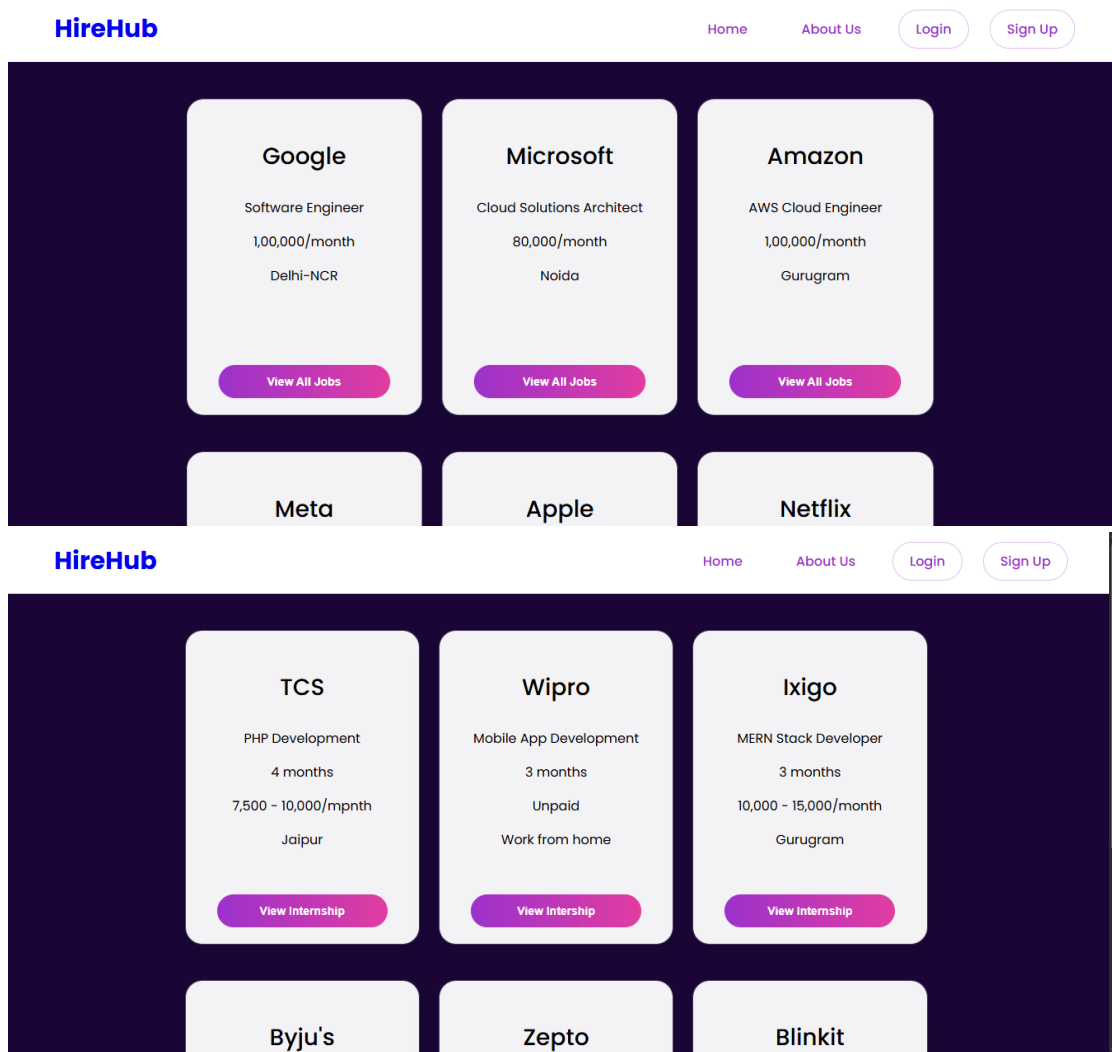 HireHub
Home About Us Login Sign Up
Google Microsoft Amazon
Software Engineer Cloud Solutions Architect AWS Cloud Engineer
1,00,000/month 80,000/month 1,00,000/month
Delhi-NCR Noida Gurugram
View All Jobs View All Jobs View All Jobs
Meta Apple Netflix
HireHub
Home About Us Login Sign Up
TCS Wipro Ixigo
PHP Development Mobile App Development MERN Stack Developer
4 months 3 months 3 months
7,500 - 10,000/mpnth Unpaid 10,000 - 15,000/month
Jaipur Work from home Gurugram
View Internship View Intership View Internship
Byju's Zepto Blinkit